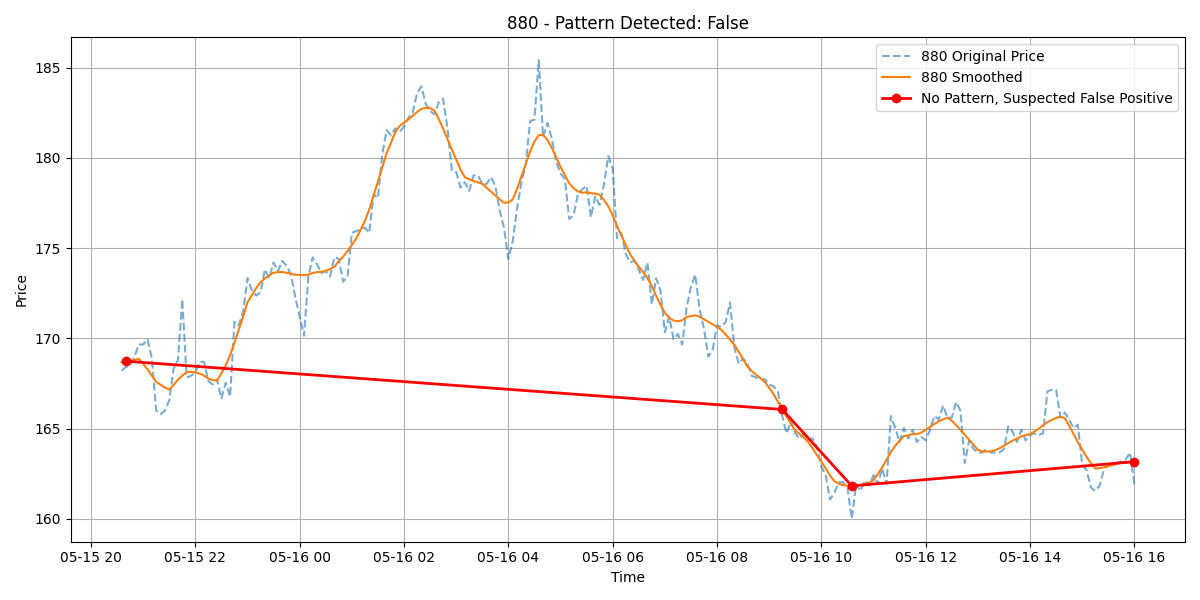 880 - Pattern Detected: False
880 Original Price
880 Smoothed
No Pattern, Suspected False Positive
Price
185
180
175
170
165
160
05-15 20 05-15 22 05-16 00 05-16 02 05-16 04 05-16 06 05-16 08 05-16 10 05-16 12 05-16 14 05-16 16
Time